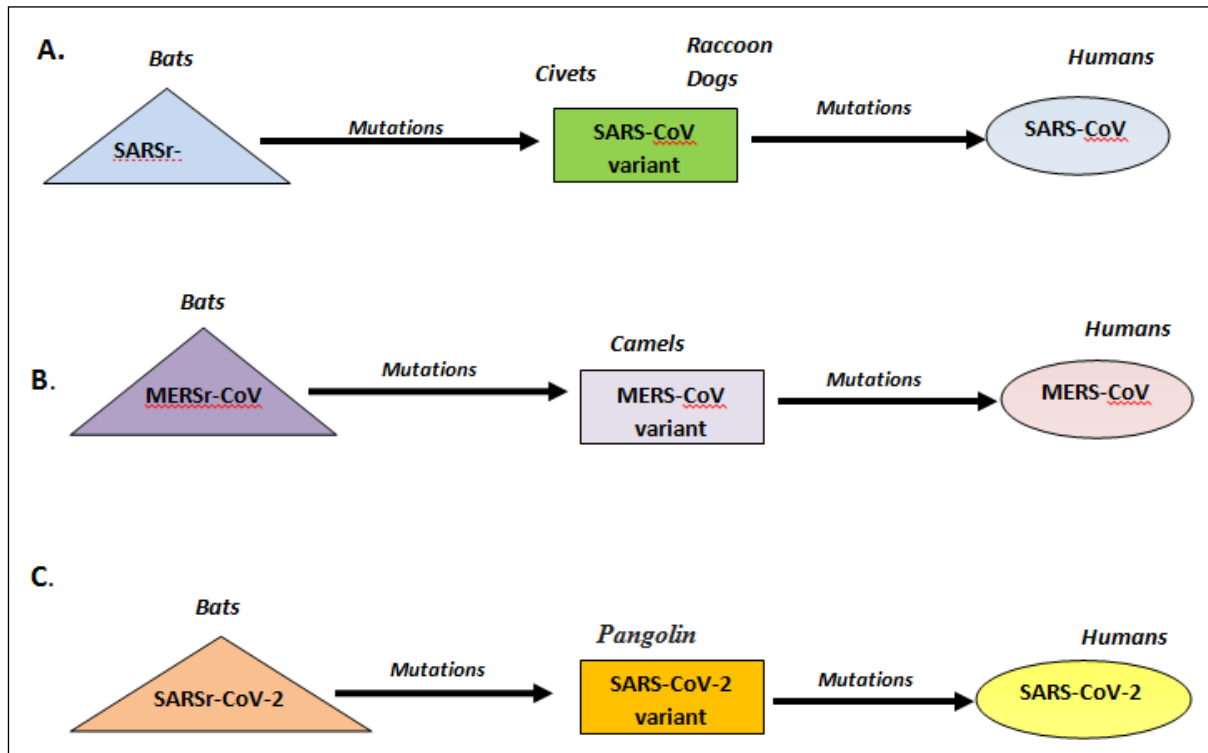 A.
Bats
Civets
Raccoon
Dogs
Humans
SARSr-
Mutations
SARS-CoV
variant
Mutations
SARS-CoV
B.
Bats
Camels
Humans
MERSr-CoV
Mutations
MERS-CoV
variant
Mutations
MERS-CoV
C.
Bats
Pangolin
Humans
SARSr-CoV-2
Mutations
SARS-CoV-2
variant
Mutations
SARS-CoV-2